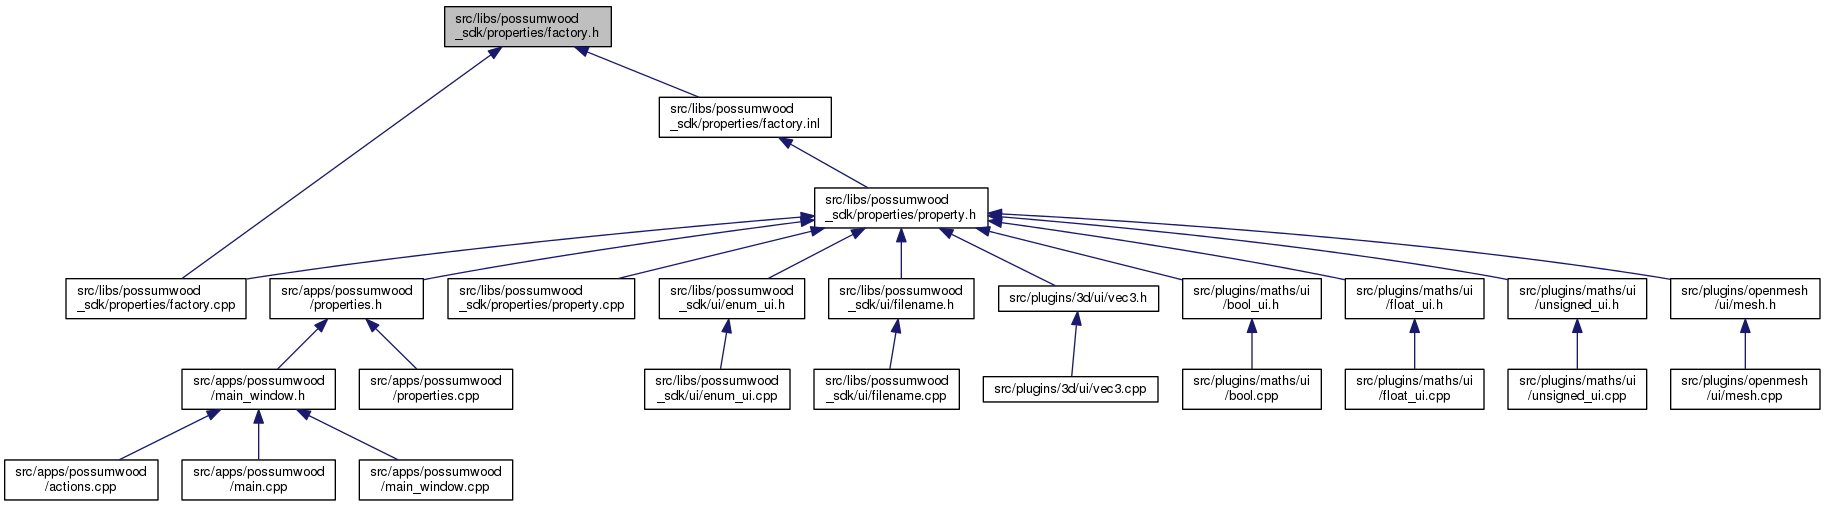 src/libs/possumwood
_sdk/properties/factory.h
src/libs/possumwood
_sdk/properties/factory.inl
src/libs/possumwood
_sdk/properties/property.h
src/libs/possumwood
_sdk/properties/factory.cpp
src/apps/possumwood
/properties.h
src/libs/possumwood
_sdk/properties/property.cpp
src/libs/possumwood
_sdk/ui/enum_ui.h
src/libs/possumwood
_sdk/ui/filename.h
src/plugins/3d/ui/vec3.h
src/plugins/maths/ui
/bool_ui.h
src/plugins/maths/ui
/float_ui.h
src/plugins/maths/ui
/unsigned_ui.h
src/plugins/openmesh
/ui/mesh.h
src/apps/possumwood
/main_window.h
src/apps/possumwood
/properties.cpp
src/libs/possumwood
_sdk/ui/enum_ui.cpp
src/libs/possumwood
_sdk/ui/filename.cpp
src/plugins/3d/ui/vec3.cpp
src/plugins/maths/ui
/bool.cpp
src/plugins/maths/ui
/float_ui.cpp
src/plugins/maths/ui
/unsigned_ui.cpp
src/plugins/openmesh
/ui/mesh.cpp
src/apps/possumwood
/actions.cpp
src/apps/possumwood
/main.cpp
src/apps/possumwood
/main_window.cpp